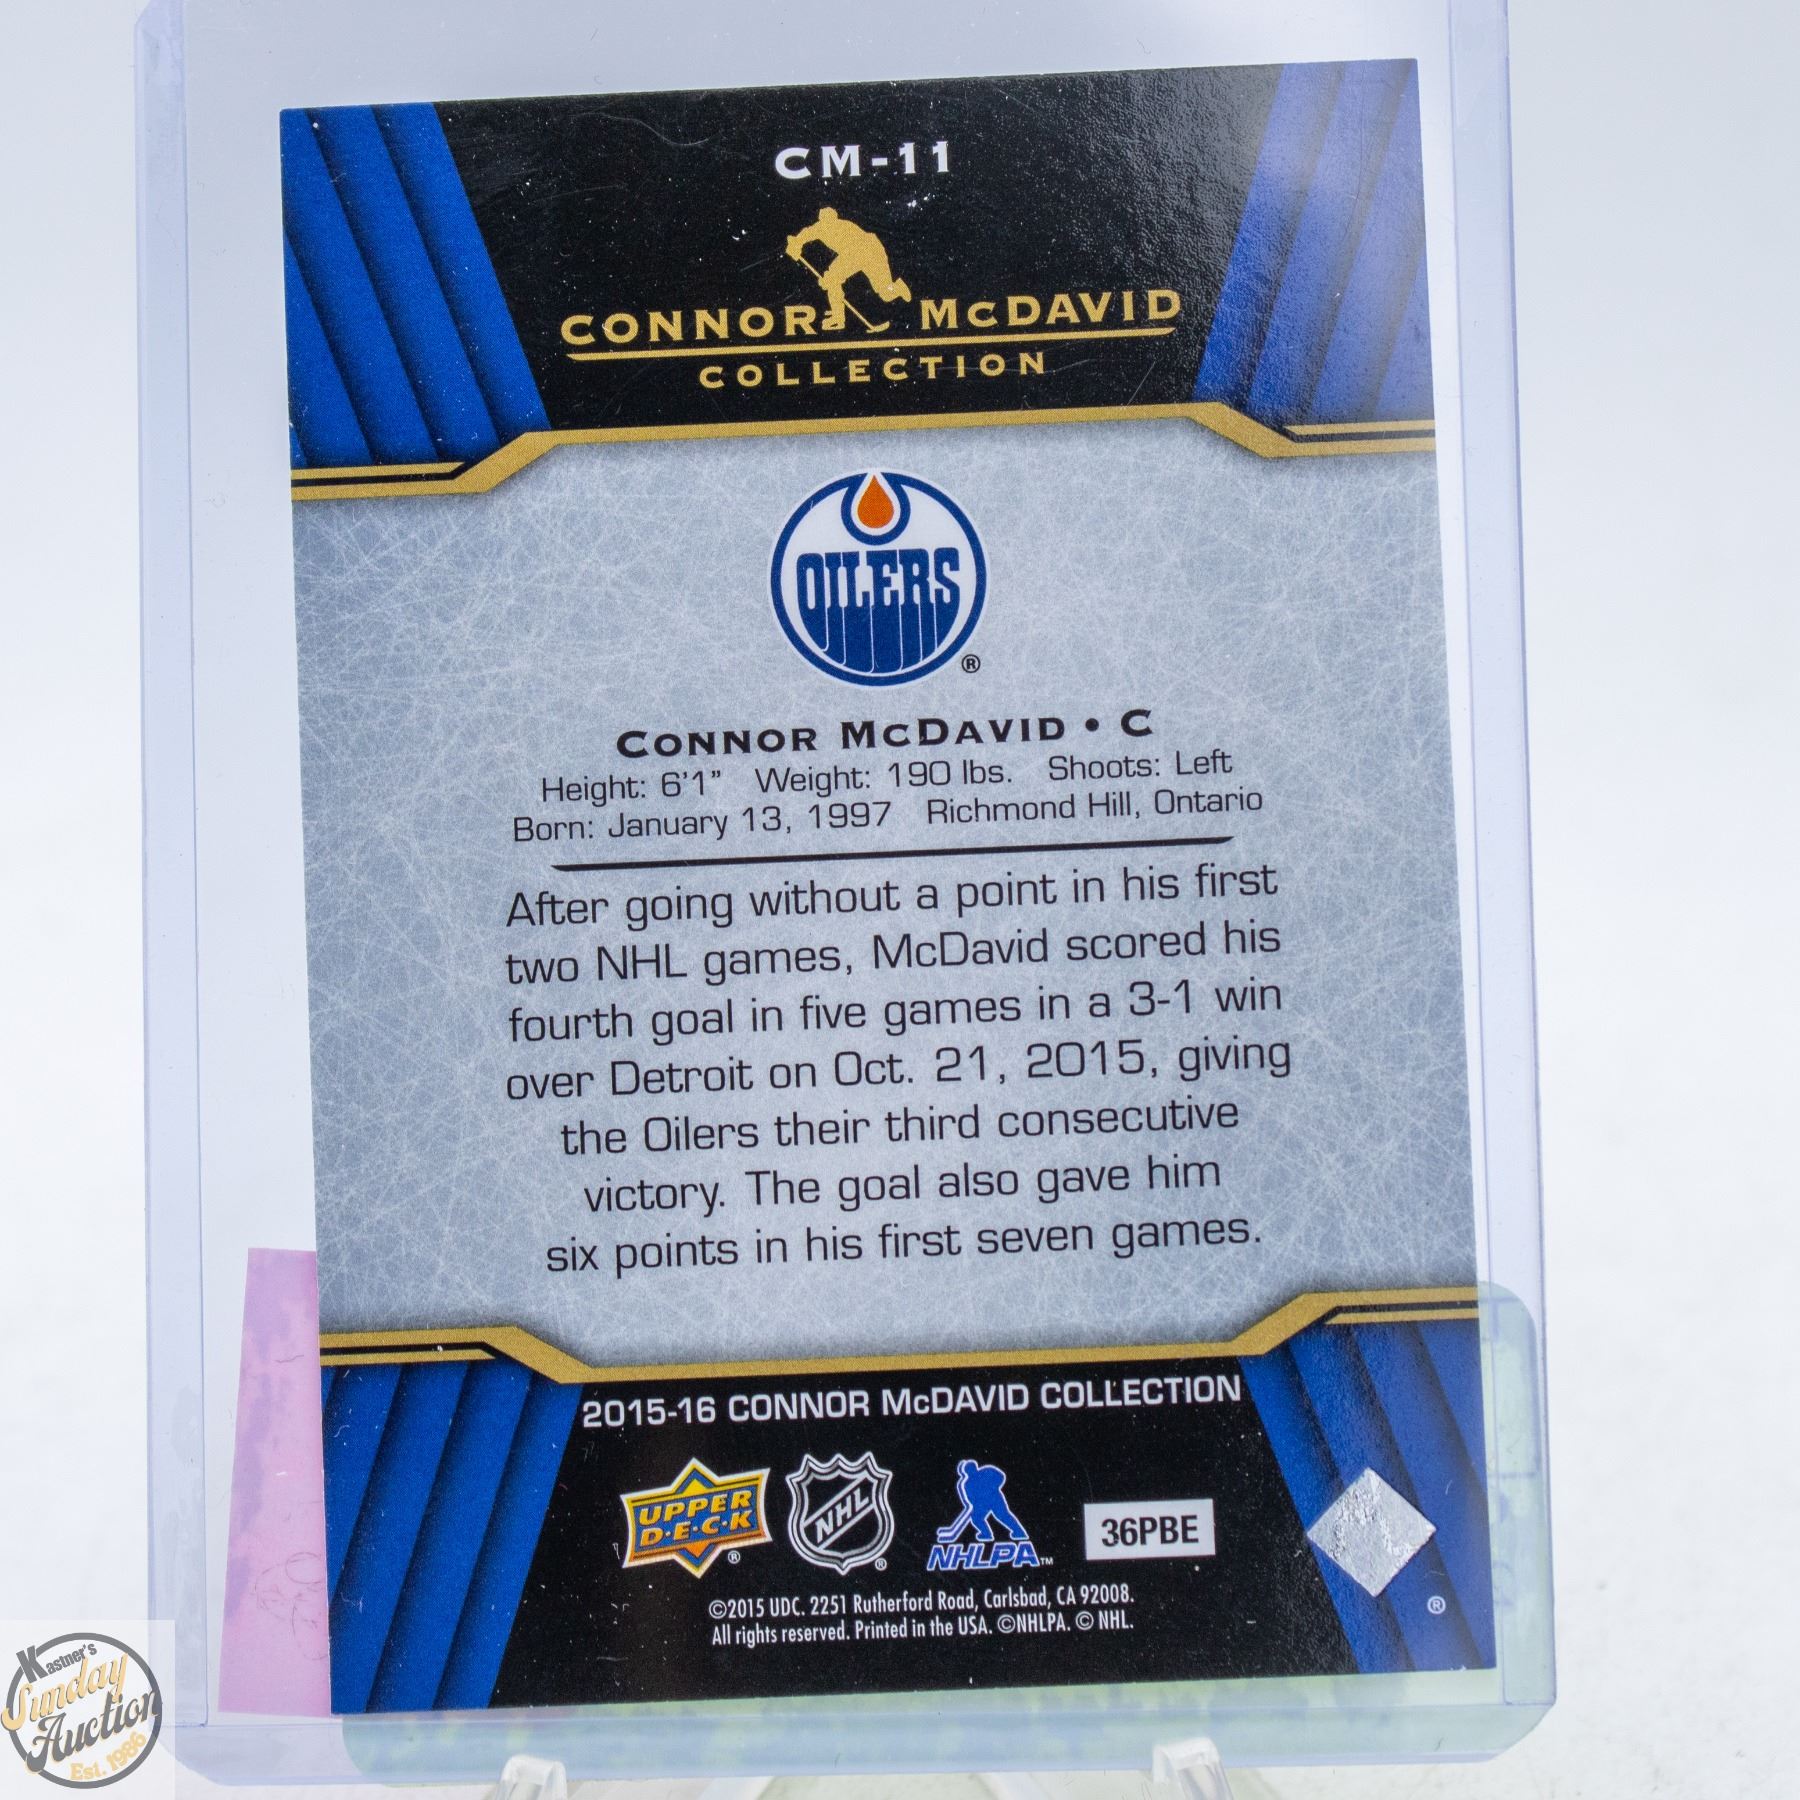 CM-11
CONNOR McDAVID
COLLECTION
OILERS
®
CONNOR McDAVID • C
Height: 6'1" Weight: 190 lbs. Shoots: Left
Born: January 13, 1997 Richmond Hill, Ontario
After going without a point in his first
two NHL games, McDavid scored his
fourth goal in five games in a 3-1 win
over Detroit on Oct. 21, 2015, giving
the Oilers their third consecutive
victory. The goal also gave him
six points in his first seven games.
2015-16 CONNOR McDAVID COLLECTION
UPPER
D•E•C•K
®
NHL
®
NHLPA™
36PBE
®
©2015 UDC. 2251 Rutherford Road, Carlsbad, CA 92008.
All rights reserved. Printed in the USA. ©NHLPA. © NHL.
Kastner's
Sunday
Auction
Est. 1986